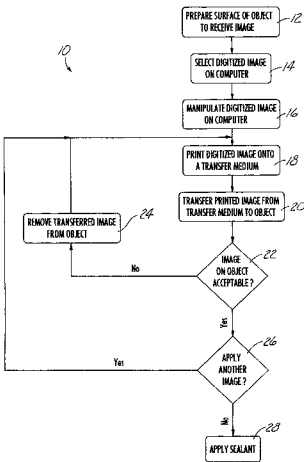 PREPARE SURFACE OF OBJECT
TO RECEIVE IMAGE
12
10
SELECT DIGITIZED IMAGE
ON COMPUTER
14
MANIPULATE DIGITIZED IMAGE
ON COMPUTER
16
PRINT DIGITIZED IMAGE ONTO
A TRANSFER MEDIUM
18
TRANSFER PRINTED IMAGE FROM
TRANSFER MEDIUM TO OBJECT
20
REMOVE TRANSFERRED IMAGE
FROM OBJECT
24
22
IMAGE
ON OBJECT
ACCEPTABLE ?
No
Yes
26
APPLY
ANOTHER
IMAGE ?
Yes
No
28
APPLY SEALANT